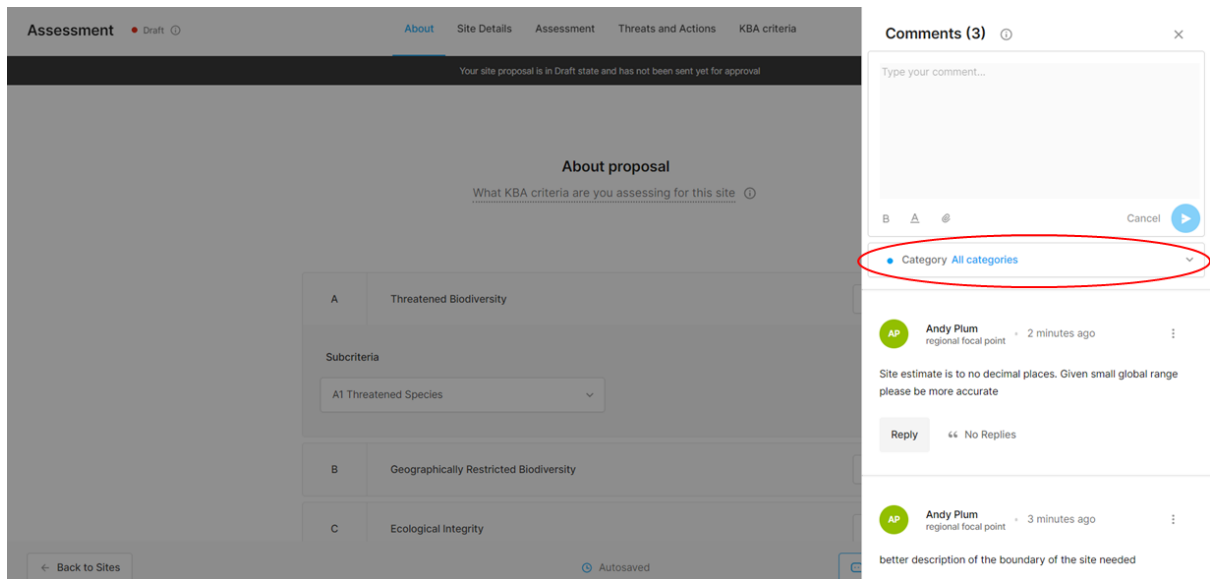 Assessment
Draft
About
Site Details
Assessment
Threats and Actions
KBA criteria
Your site proposal is in Draft state and has not been sent yet for approval
About proposal
What KBA criteria are you assessing for this site
A
Threatened Biodiversity
Subcriteria
A1 Threatened Species
B
Geographically Restricted Biodiversity
C
Ecological Integrity
← Back to Sites
Autosaved
Comments (3)
Type your comment...
B A
Cancel
Category All categories
AP
Andy Plum
regional focal point
2 minutes ago
Site estimate is to no decimal places. Given small global range
please be more accurate
Reply
No Replies
AP
Andy Plum
regional focal point
3 minutes ago
better description of the boundary of the site needed